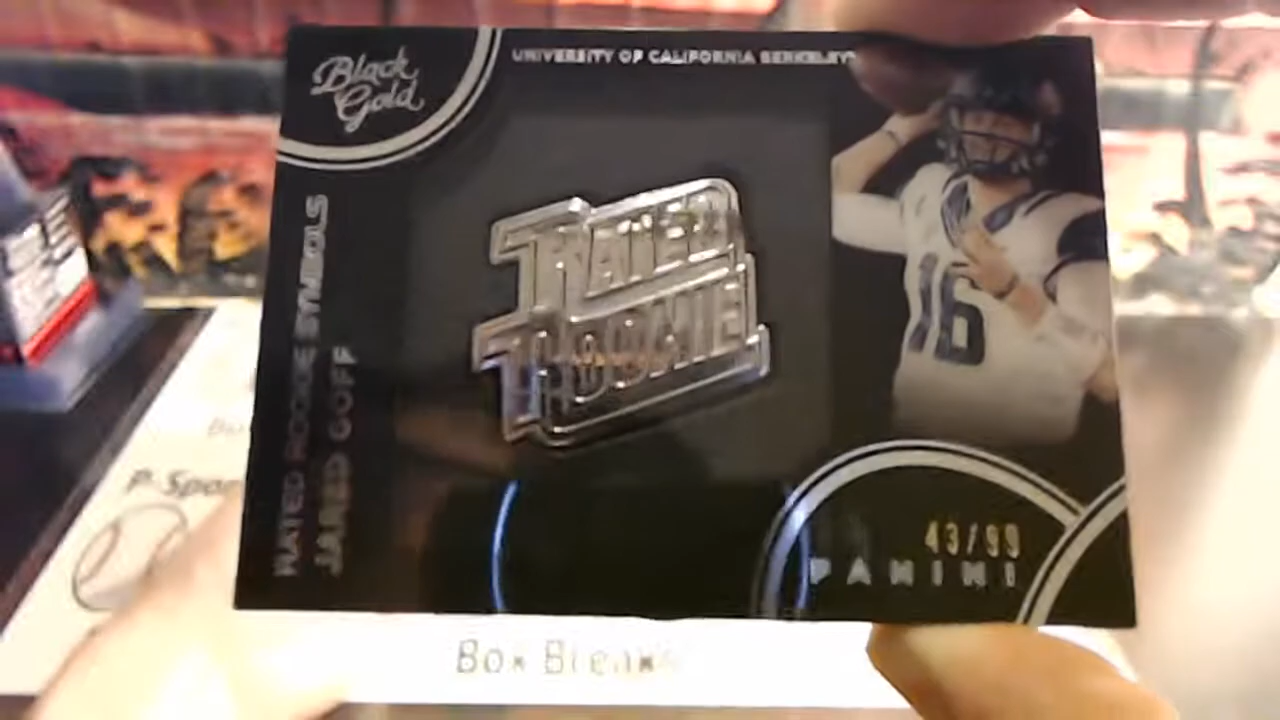 Black
Gold
UNIVERSITY OF CALIFORNIA BERKELEY
RATED ROOKIE SYMBOLS
JARED GOFF
RATED
ROOKIE
16
43/99
PANINI
P-Spor
Box Breaks